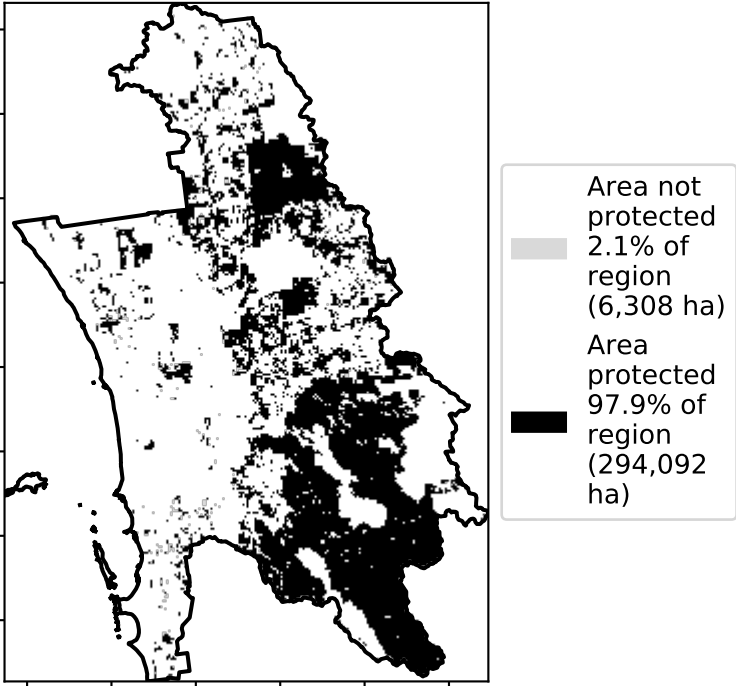 Area not
protected
2.1% of
region
(6,308 ha)
Area
protected
97.9% of
region
(294,092
ha)